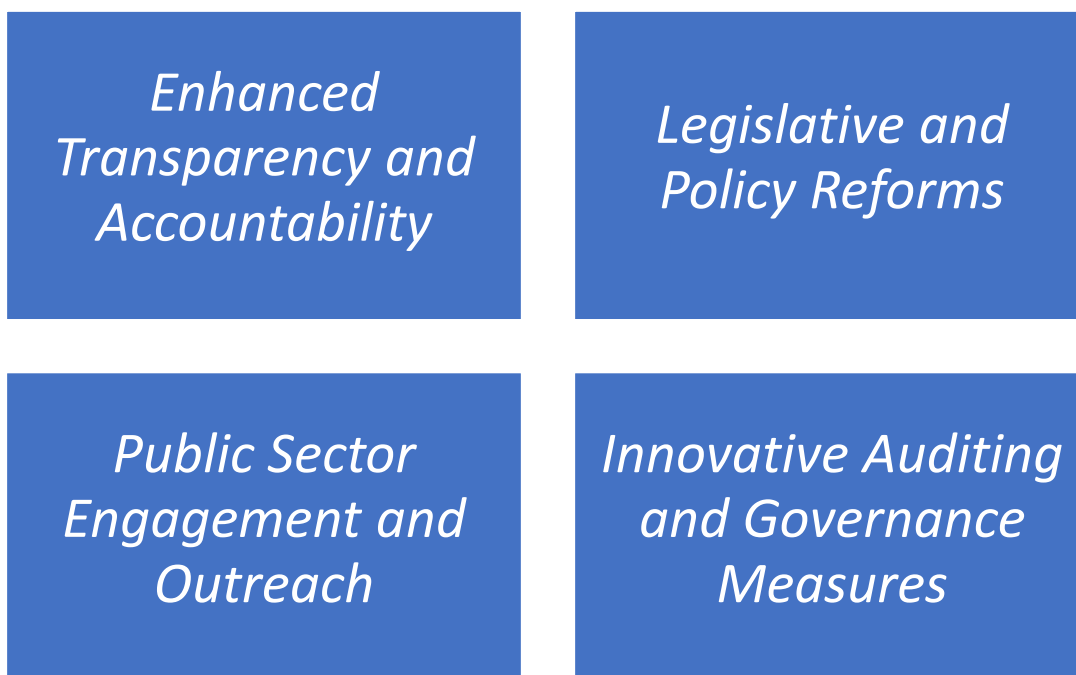 Enhanced
Transparency and
Accountability
Legislative and
Policy Reforms
Public Sector
Engagement and
Outreach
Innovative Auditing
and Governance
Measures